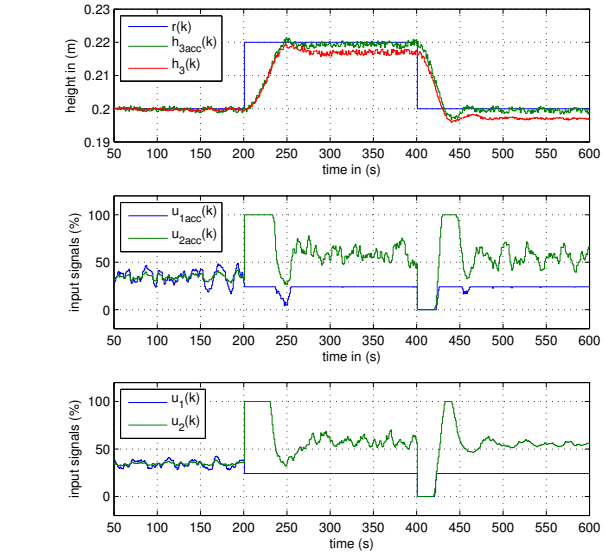 0.23
0.22
0.21
0.2
0.19
height in (m)
r(k)
h3acc(k)
h3(k)
50 100 150 200 250 300 350 400 450 500 550 600
time in (s)
100
50
0
input signals (%)
u1acc(k)
u2acc(k)
50 100 150 200 250 300 350 400 450 500 550 600
time in (s)
100
50
0
input signals (%)
u1(k)
u2(k)
50 100 150 200 250 300 350 400 450 500 550 600
time (s)